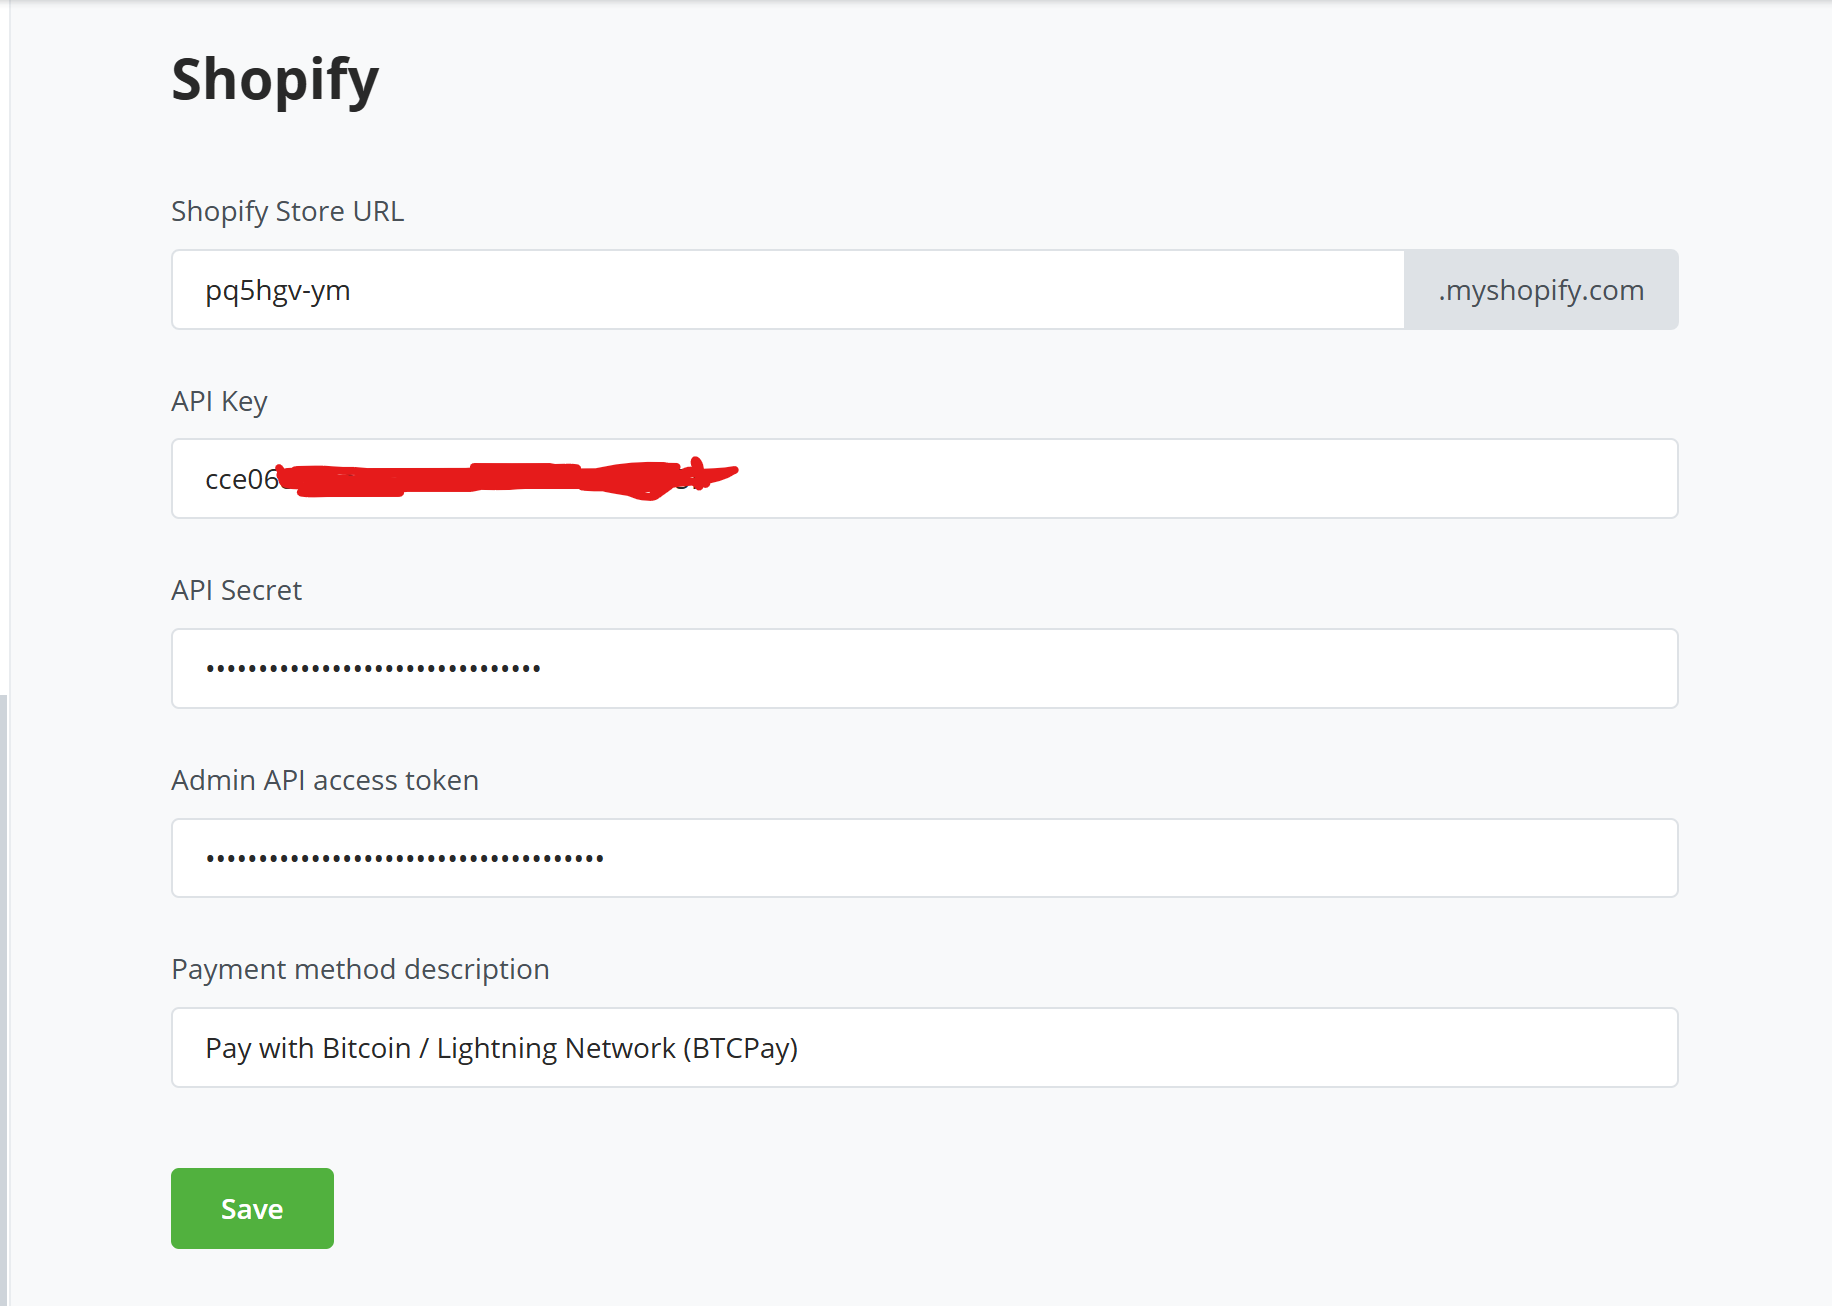 Shopify
Shopify Store URL
pq5hgv-ym
.myshopify.com
API Key
cce06
API Secret
••••••••••••••••••••••••••••••••
Admin API access token
••••••••••••••••••••••••••••••••••••••
Payment method description
Pay with Bitcoin / Lightning Network (BTCPay)
Save